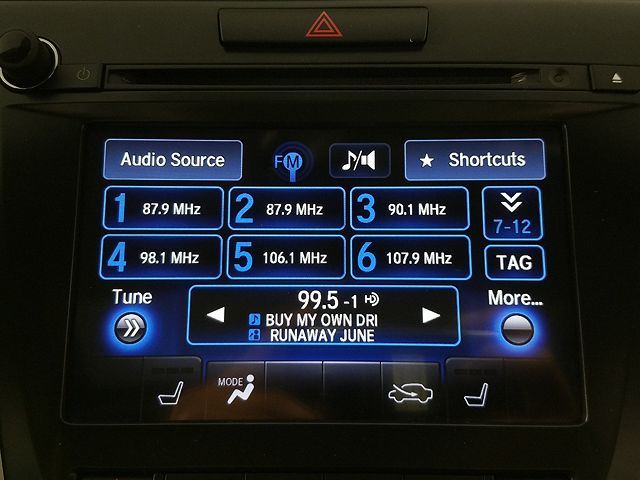 Audio Source
FM
Shortcuts
1 87.9 MHz
2 87.9 MHz
3 90.1 MHz
7-12
4 98.1 MHz
5 106.1 MHz
6 107.9 MHz
TAG
Tune
99.5-1 HD
More...
BUY MY OWN DRI
RUNAWAY JUNE
MODE